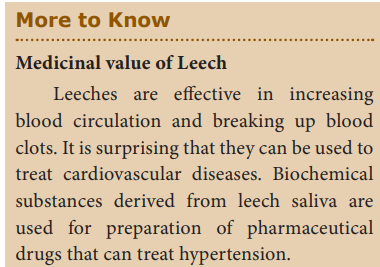 More to Know
Medicinal value of Leech
Leeches are effective in increasing
blood circulation and breaking up blood
clots. It is surprising that they can be used to
treat cardiovascular diseases. Biochemical
substances derived from leech saliva are
used for preparation of pharmaceutical
drugs that can treat hypertension.